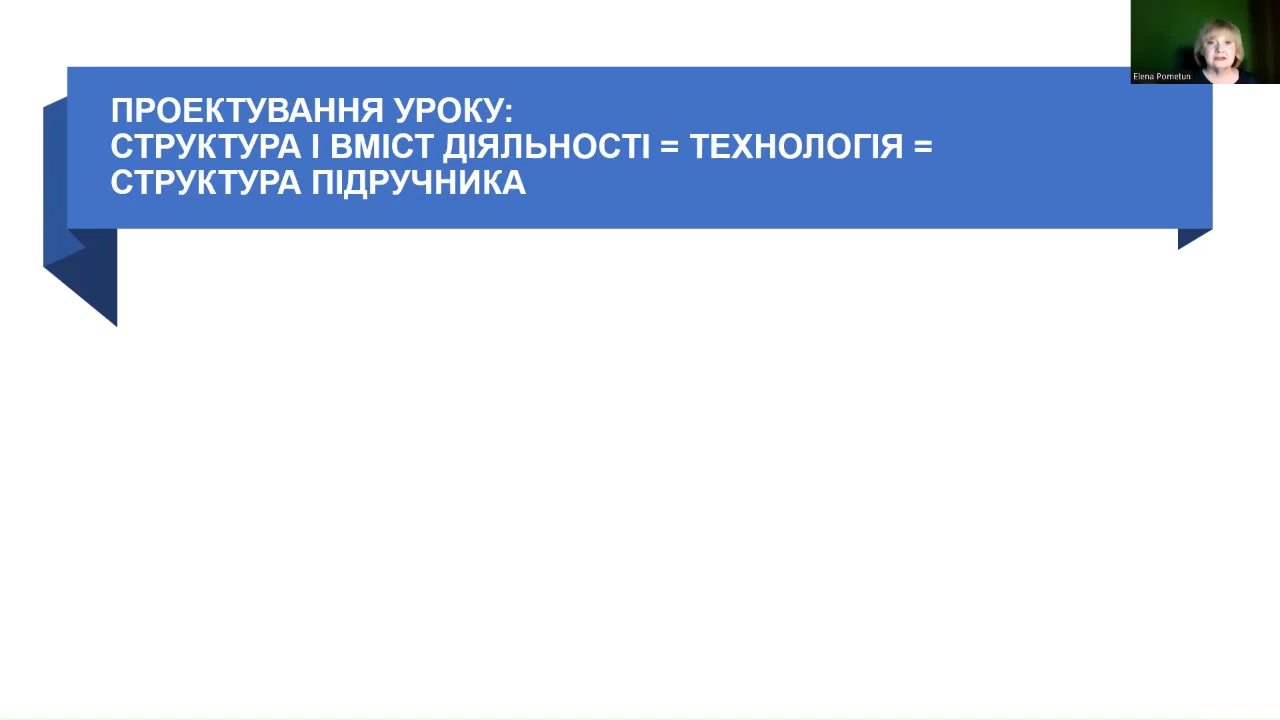 Elena Pometun
ПРОЕКТУВАННЯ УРОКУ:
СТРУКТУРА І ВМІСТ ДІЯЛЬНОСТІ = ТЕХНОЛОГІЯ =
СТРУКТУРА ПІДРУЧНИКА